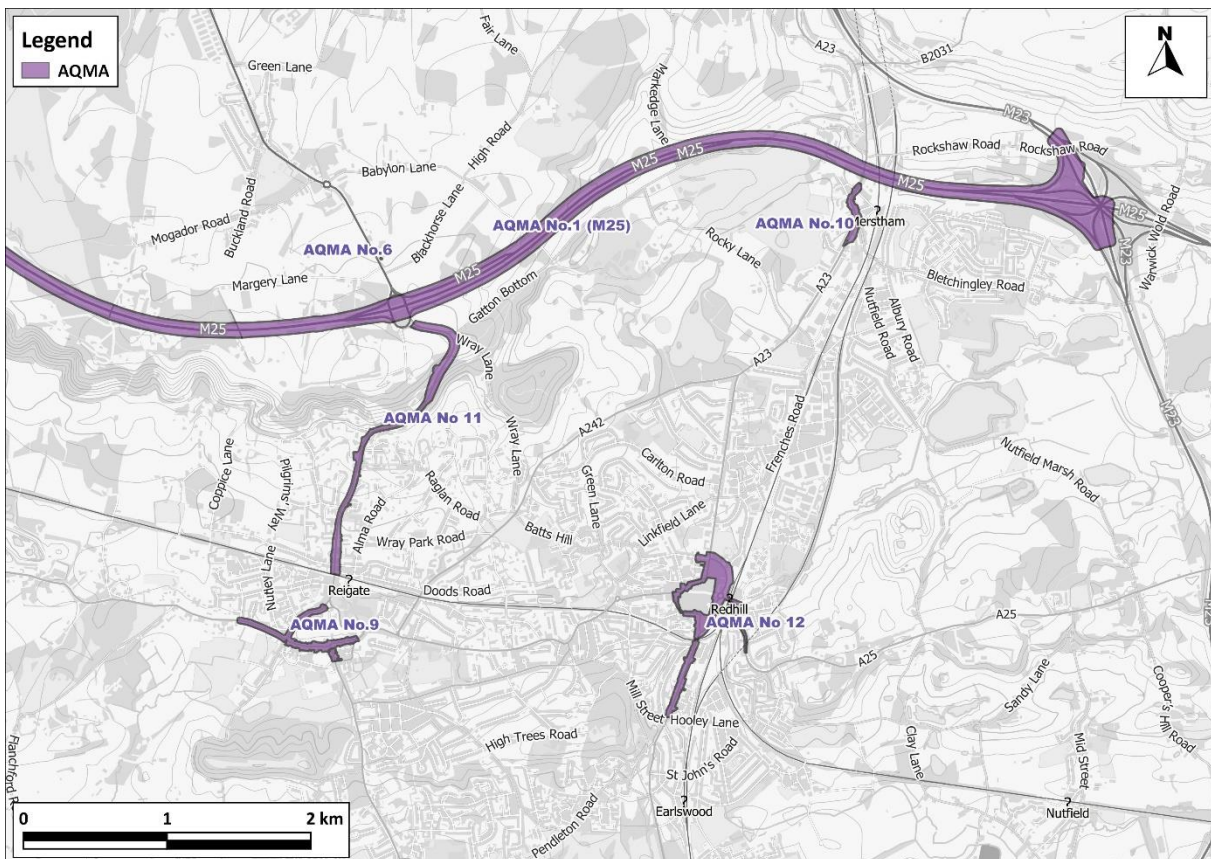 Legend
AQMA
N
Fair Lane
A23
B2031
Green Lane
Markedge Lane
M23
High Road
Babylon Lane
M25
M25
Rockshaw Road
Rockshaw Road
Buckland Road
Mogador Road
Blackhorse Lane
AQMA No.1 (M25)
AQMA No.10
?
Merstham
M25
M25
M23
Warwick Wold Road
AQMA No.6
Rocky Lane
Margery Lane
M25
Gatton Bottom
A23
Nutfield Road
Albury Road
Bletchingley Road
M25
Wray Lane
A23
M23
AQMA No 11
A242
Wray Lane
Coppice Lane
Pilgrims' Way
Raglan Road
Green Lane
Carlton Road
Frenches Road
Nutfield Marsh Road
Alma Road
Wray Park Road
Batts Hill
Linkfield Lane
Nutley Lane
?
Reigate
Doods Road
?
Redhill
A25
AQMA No.9
AQMA No 12
A25
Sandy Lane
Cooper's Hill Road
Mill Street
Hooley Lane
High Trees Road
St John's Road
Clay Lane
Mid Street
Pendleton Road
?
Earlswood
?
Nutfield
0 1 2 km